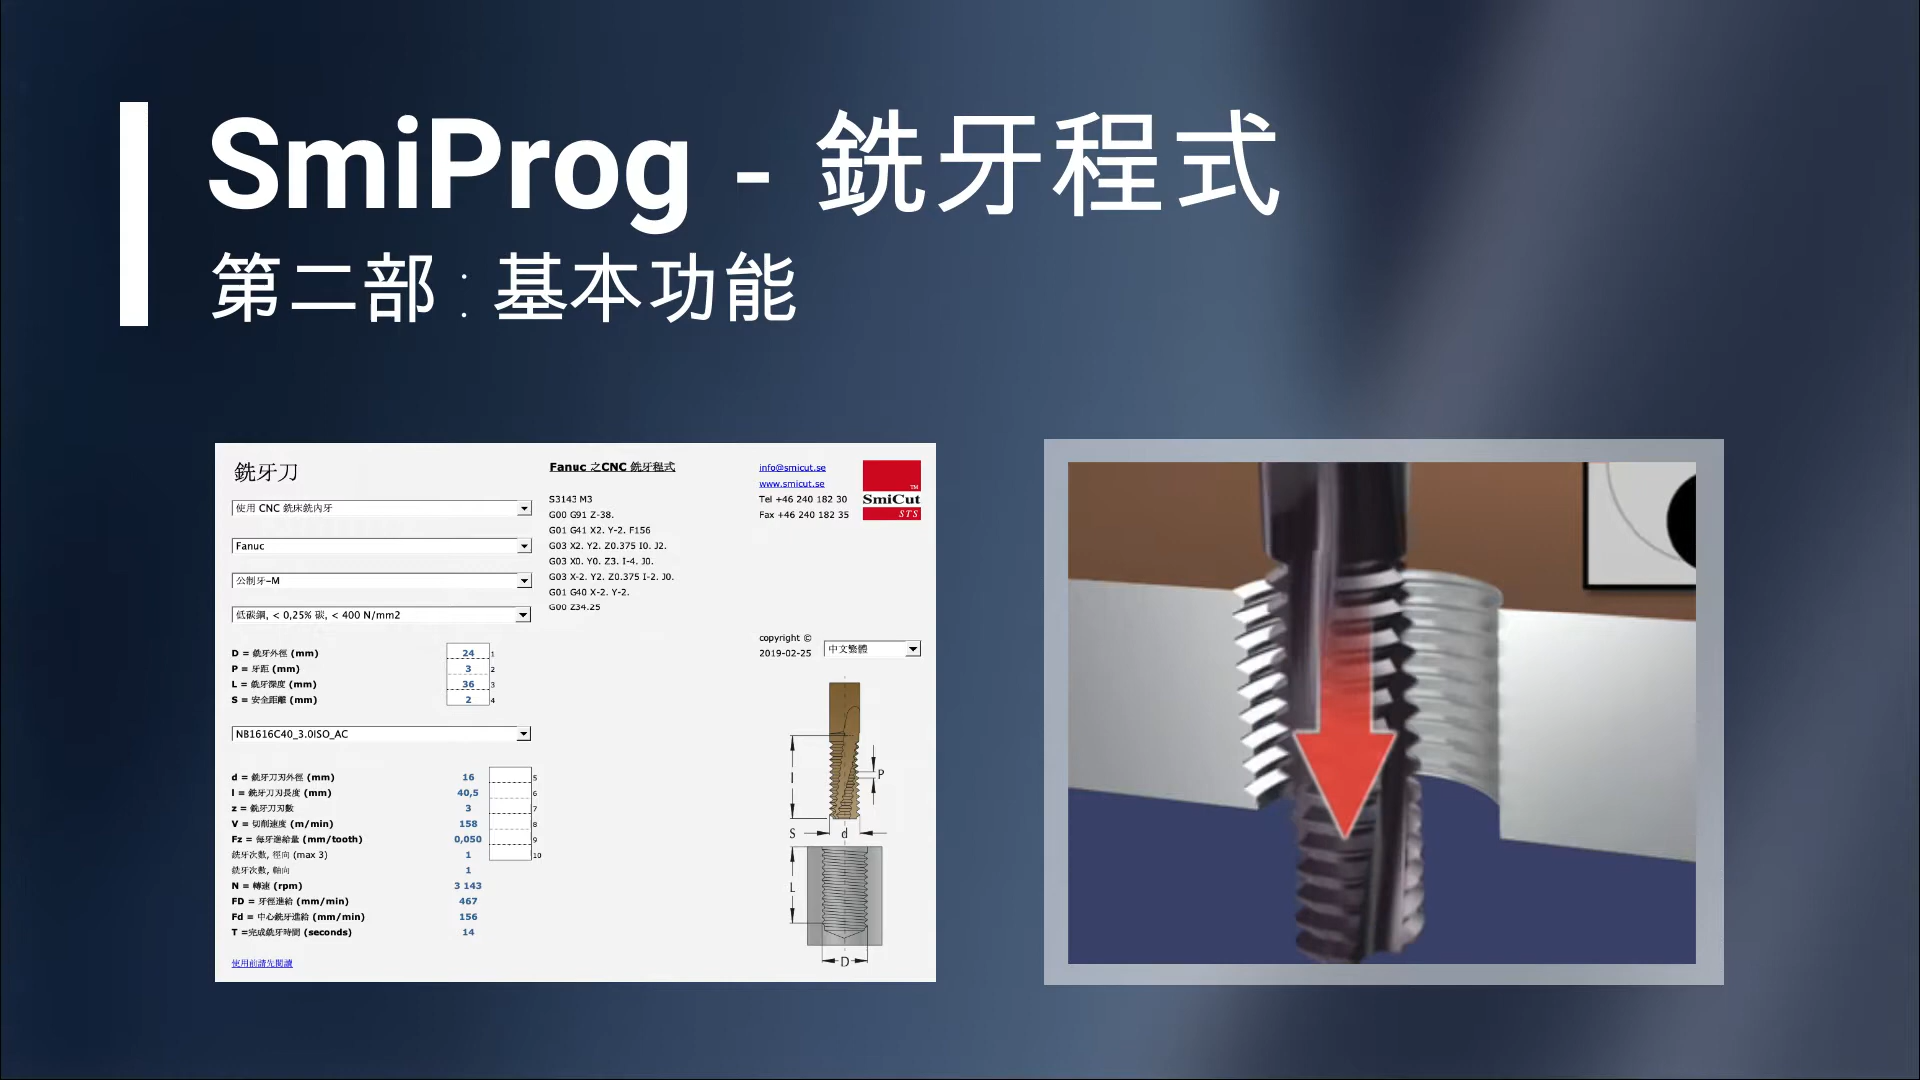 SmiProg - 銑牙程式
第二部 : 基本功能
銑牙刀
使用 CNC 銑床銑內牙
Fanuc
公制牙-M
低碳鋼, < 0,25% 碳, < 400 N/mm2
D = 銑牙外徑 (mm) 24 1
P = 牙距 (mm) 3 2
L = 銑牙深度 (mm) 36 3
S = 安全距離 (mm) 2 4
NB1616C40_3.0ISO_AC
d = 銑牙刀刃外徑 (mm) 16 5
l = 銑牙刀刃長度 (mm) 40,5 6
z = 銑牙刀刃數 3 7
V = 切削速度 (m/min) 158 8
Fz = 每牙進給量 (mm/tooth) 0,050 9
銑牙次數, 徑向 (max 3) 1 10
銑牙次數, 軸向 1
N = 轉速 (rpm) 3 143
FD = 牙徑進給 (mm/min) 467
Fd = 中心銑牙進給 (mm/min) 156
T =完成銑牙時間 (seconds) 14
使用前請先閱讀
Fanuc 之CNC 銑牙程式
S3143 M3
G00 G91 Z-38.
G01 G41 X2. Y-2. F156
G03 X2. Y2. Z0.375 I0. J2.
G03 X0. Y0. Z3. I-4. J0.
G03 X-2. Y2. Z0.375 I-2. J0.
G01 G40 X-2. Y-2.
G00 Z34.25
info@smicut.se
www.smicut.se
Tel +46 240 182 30
Fax +46 240 182 35
TM
SmiCut
STS
copyright ©
2019-02-25
中文繁體
l
P
S
d
L
D